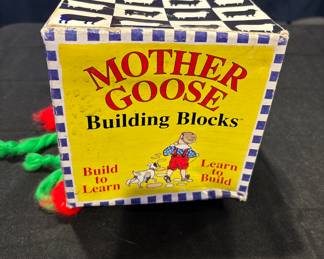 MOTHER
GOOSE
Building Blocks™
Build
to
Learn
Learn
to
Build